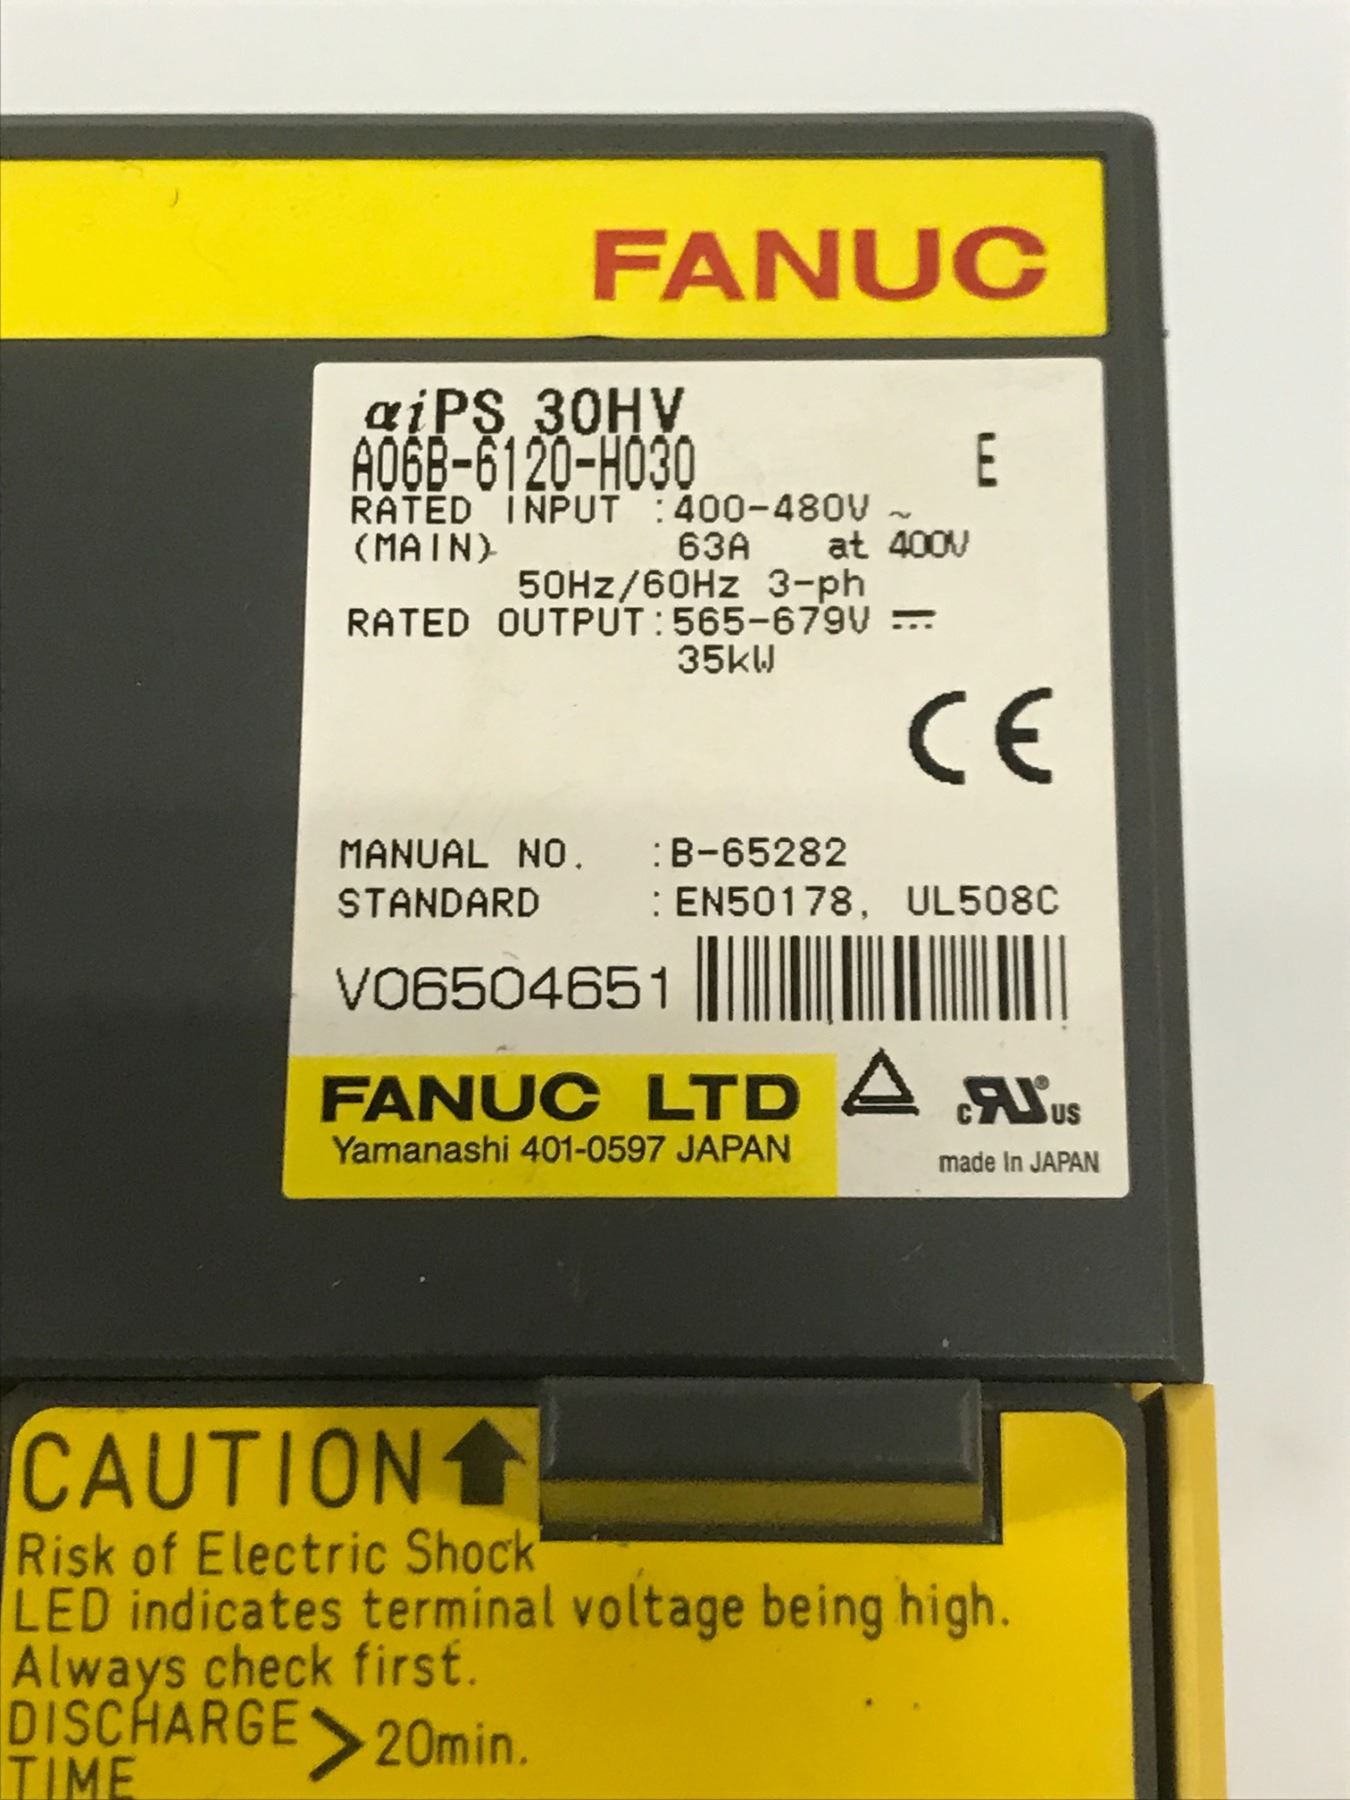 FANUC
αiPS 30HV
A06B-6120-H030 E
RATED INPUT :400-480V ~
(MAIN) 63A at 400V
50Hz/60Hz 3-ph
RATED OUTPUT:565-679V ⎓
35kW
CE
MANUAL NO. :B-65282
STANDARD :EN50178, UL508C
V06504651
FANUC LTD
Yamanashi 401-0597 JAPAN
c RU ® US
made In JAPAN
CAUTION
Risk of Electric Shock
LED indicates terminal voltage being high.
Always check first.
DISCHARGE > 20min.
TIME